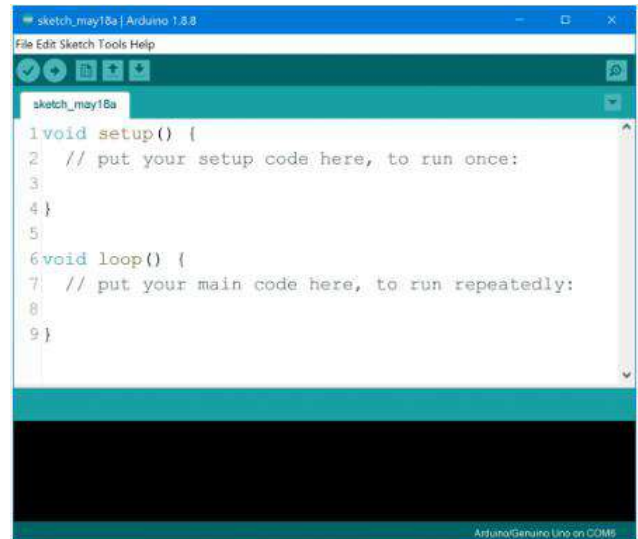 sketch_may18a | Arduino 1.8.8
File Edit Sketch Tools Help
sketch_may18a
1 void setup() {
2 // put your setup code here, to run once:
3
4 }
5
6 void loop() {
7 // put your main code here, to run repeatedly:
8
9 }
Arduino/Genuino Uno on COM6